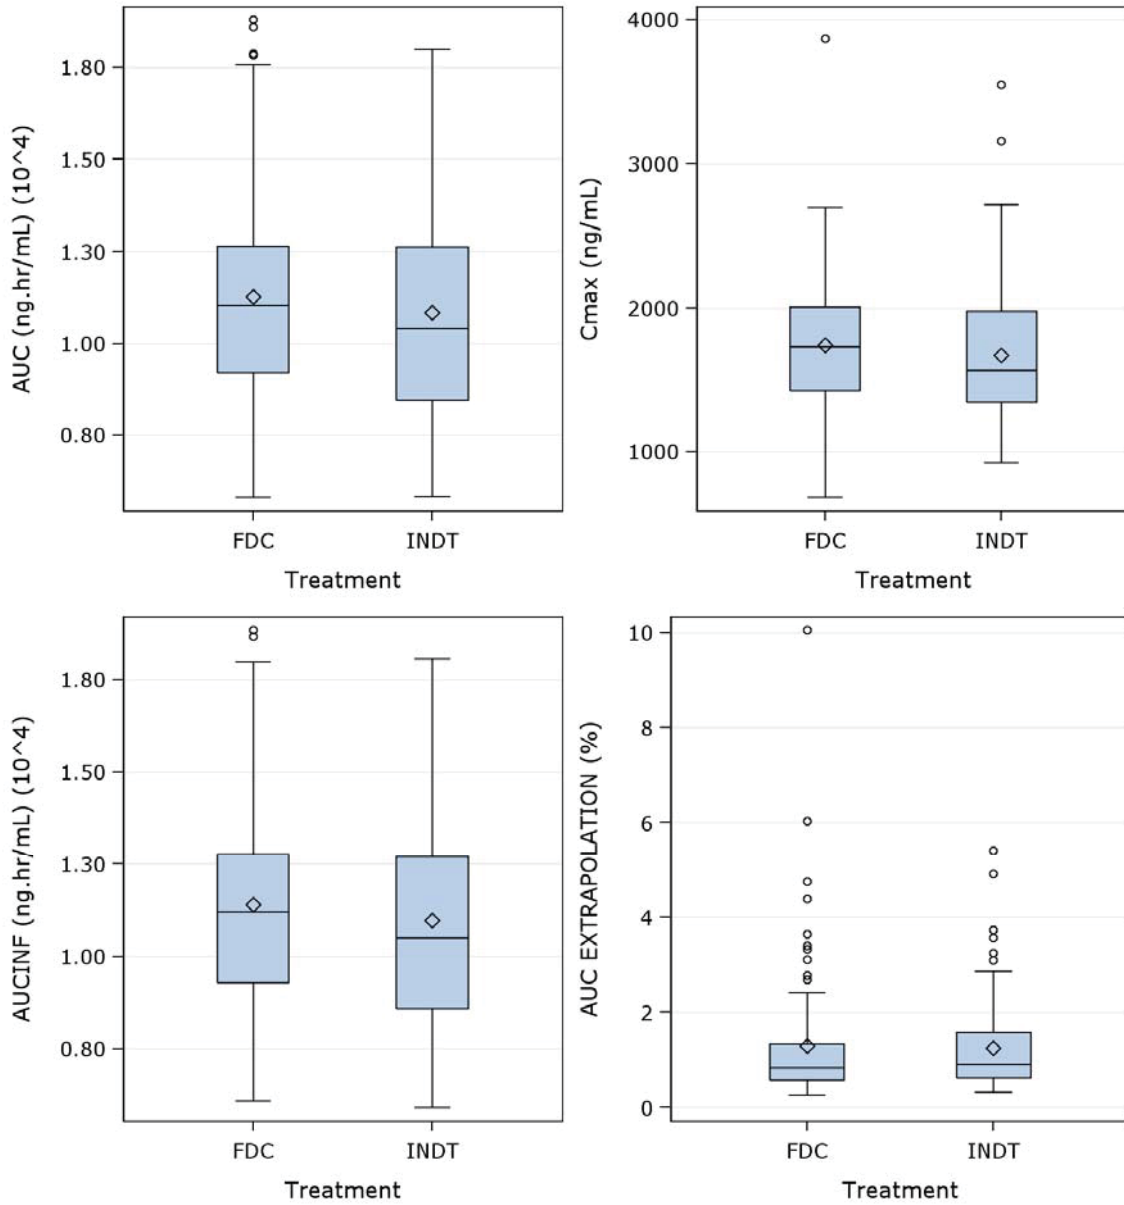 AUC (ng.hr/mL) (10^4)
1.80
1.50
1.30
1.00
0.80
FDC
INDT
Treatment
Cmax (ng/mL)
4000
3000
2000
1000
FDC
INDT
Treatment
AUCINF (ng.hr/mL) (10^4)
1.80
1.50
1.30
1.00
0.80
FDC
INDT
Treatment
AUC EXTRAPOLATION (%)
10
8
6
4
2
0
FDC
INDT
Treatment